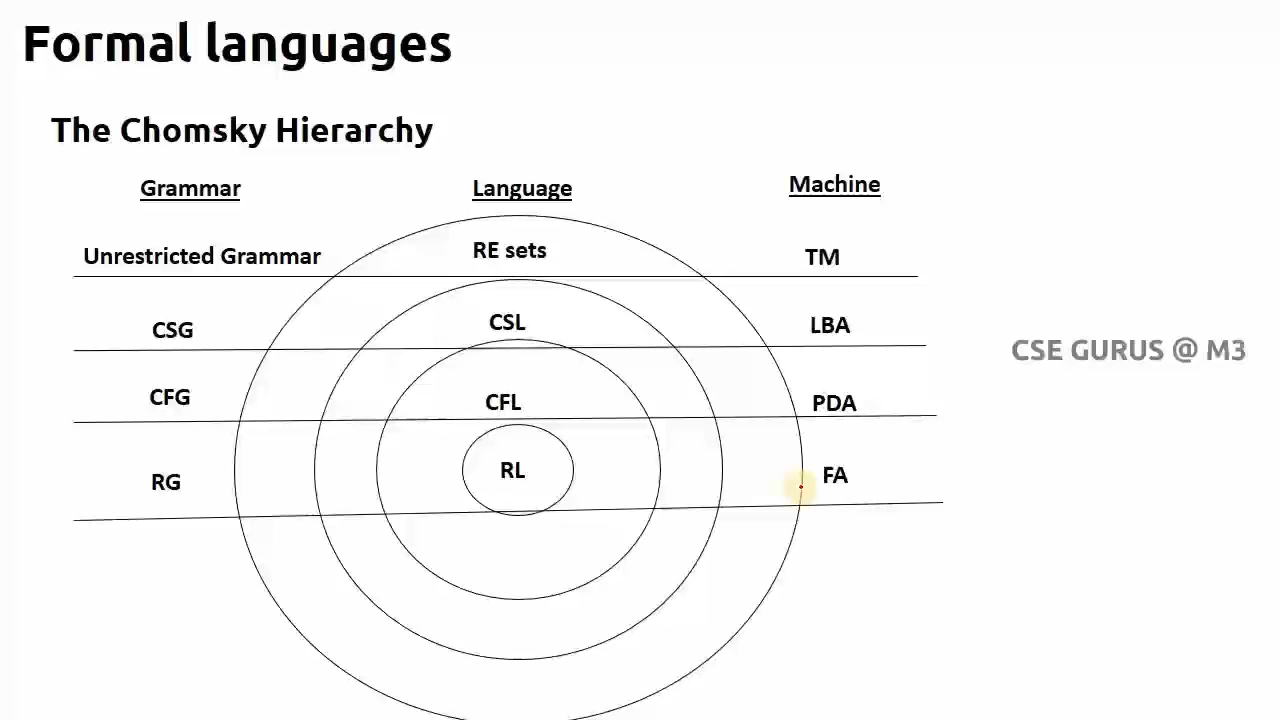 Formal languages
The Chomsky Hierarchy
Grammar Language Machine
Unrestricted Grammar RE sets TM
CSG CSL LBA
CSE GURUS @ M3
CFG CFL PDA
RG RL FA